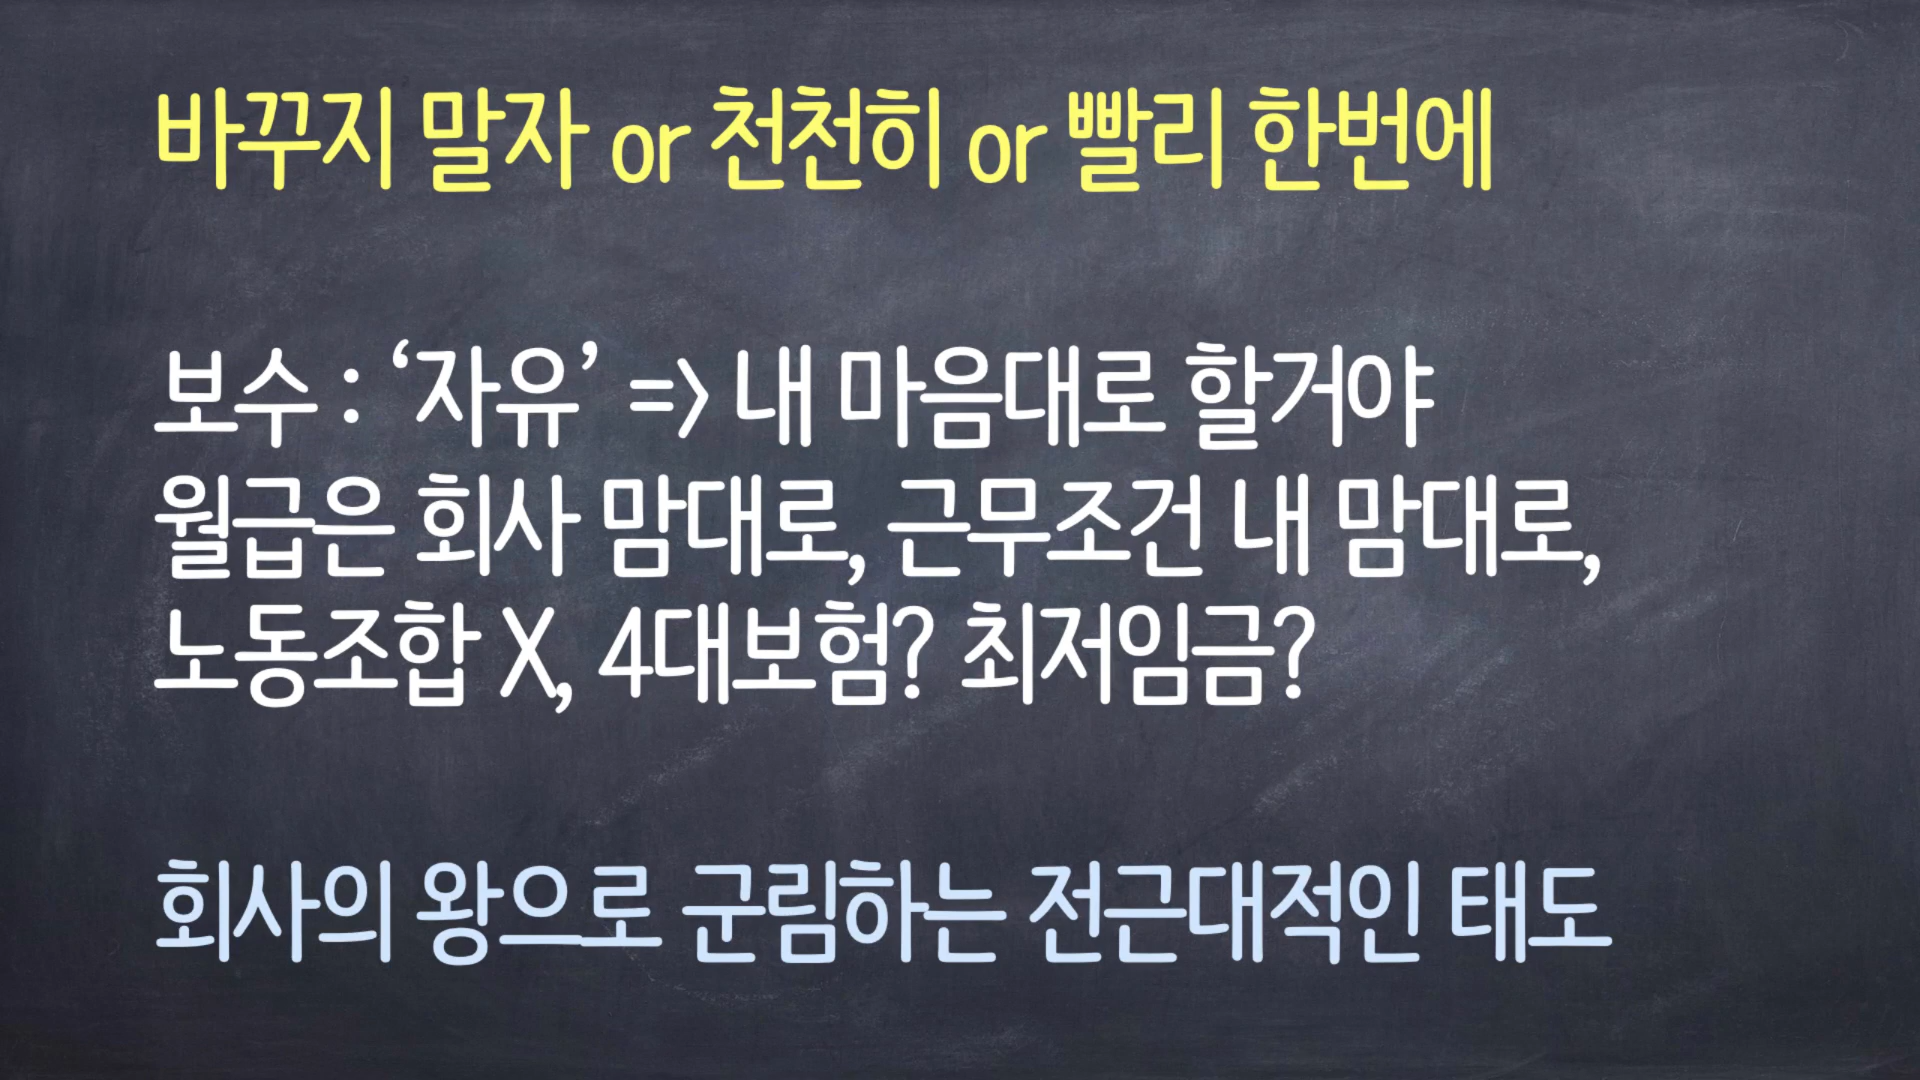 바꾸지 말자 or 천천히 or 빨리 한번에
보수 : ‘자유’ => 내 마음대로 할거야
월급은 회사 맘대로, 근무조건 내 맘대로,
노동조합 X, 4대보험? 최저임금?
회사의 왕으로 군림하는 전근대적인 태도